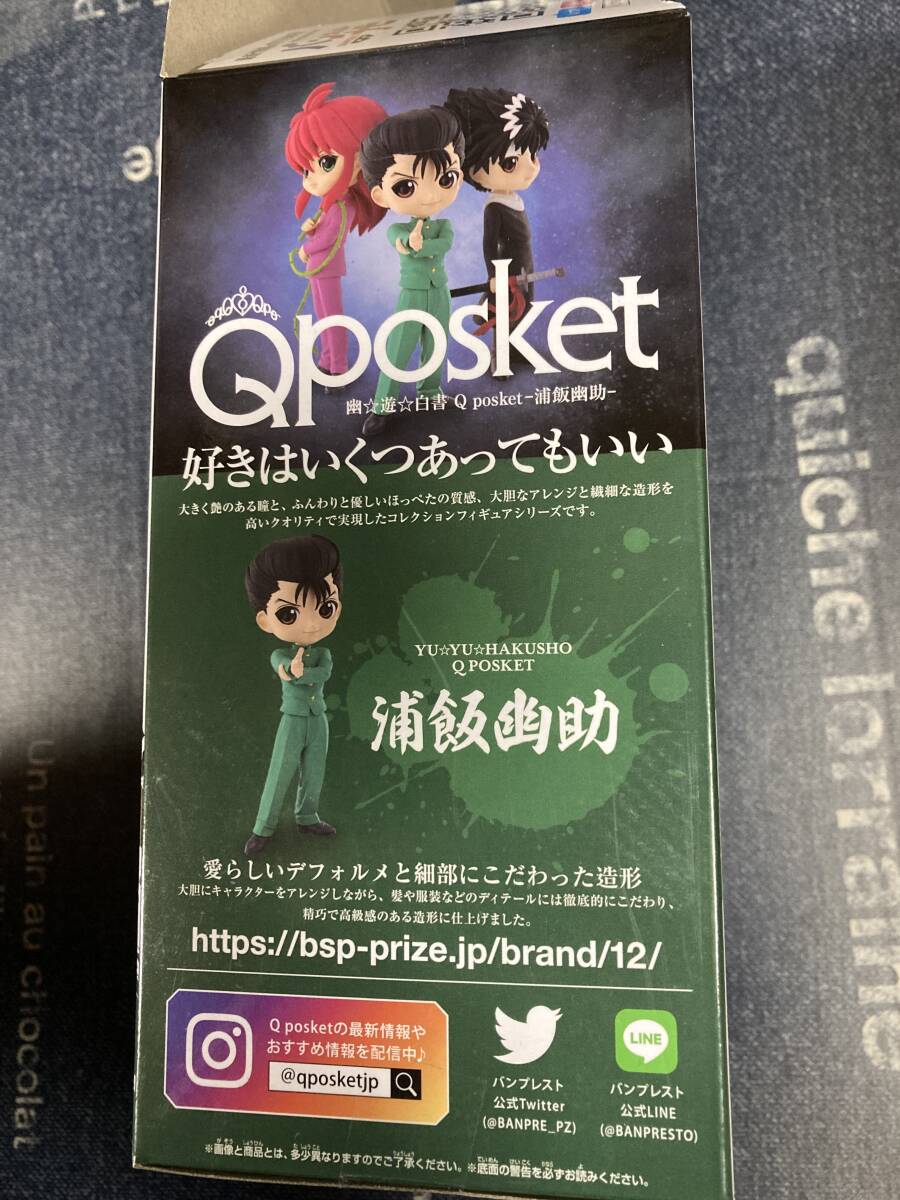 Qposket
幽☆遊☆白書 Q posket−浦飯幽助−
好きはいくつあってもいい
大きく艶のある瞳と、ふんわりと優しいほっぺたの質感、大胆なアレンジと繊細な造形を
高いクオリティで実現したコレクションフィギュアシリーズです。
YU☆YU☆HAKUSHO
Q POSKET
浦飯幽助
愛らしいデフォルメと細部にこだわった造形
大胆にキャラクターをアレンジしながら、髪や服装などのディテールには徹底的にこだわり、
精巧で高級感のある造形に仕上げました。
https://bsp-prize.jp/brand/12/
Q posketの最新情報や
おすすめ情報を配信中♪
@qposketjp
バンプレスト
公式Twitter
(@BANPRE_PZ)
LINE
バンプレスト
公式LINE
(@BANPRESTO)
※画像と商品とは、多少異なりますのでご了承ください。※底面の警告を必ずお読みください。
quiche lorraine
Un pain au chocolat